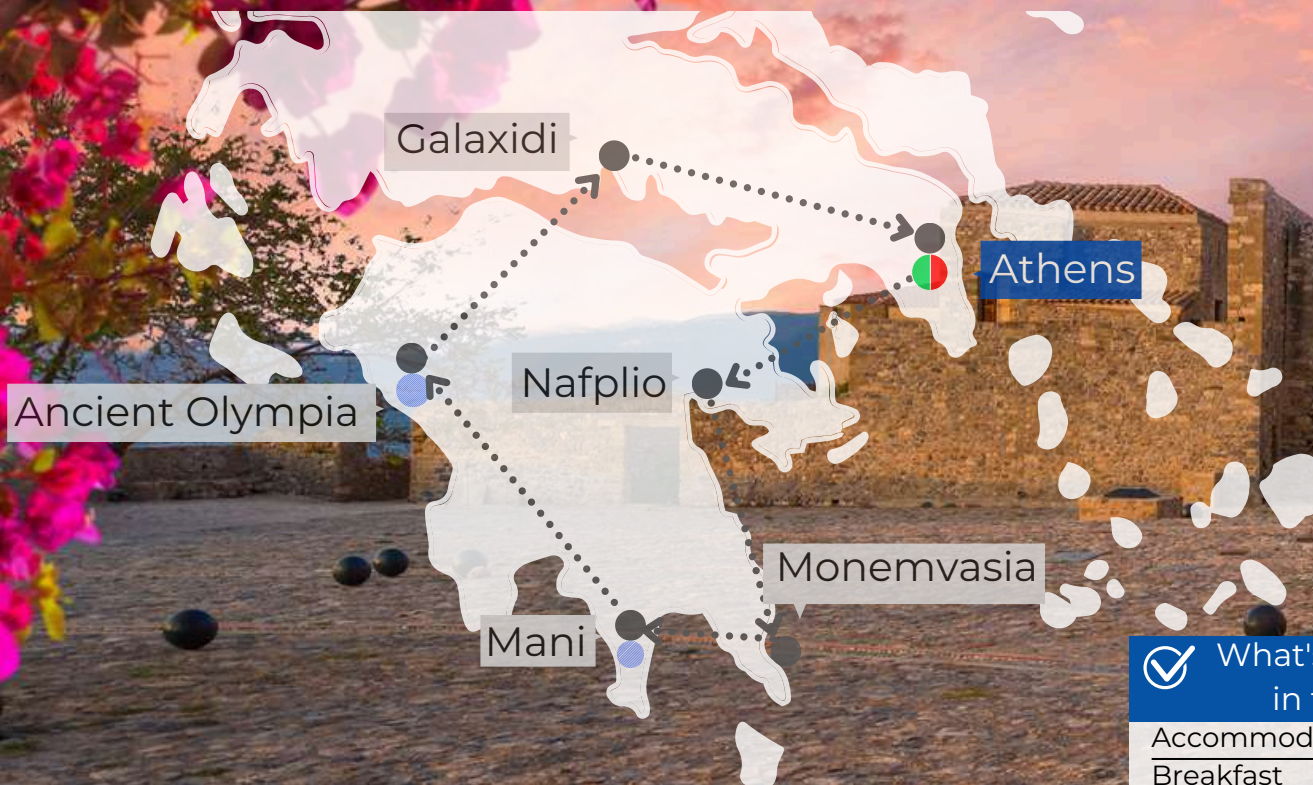 Galaxidi
Athens
Nafplio
Ancient Olympia
Monemvasia
Mani
What'
in
Accommod
Breakfast